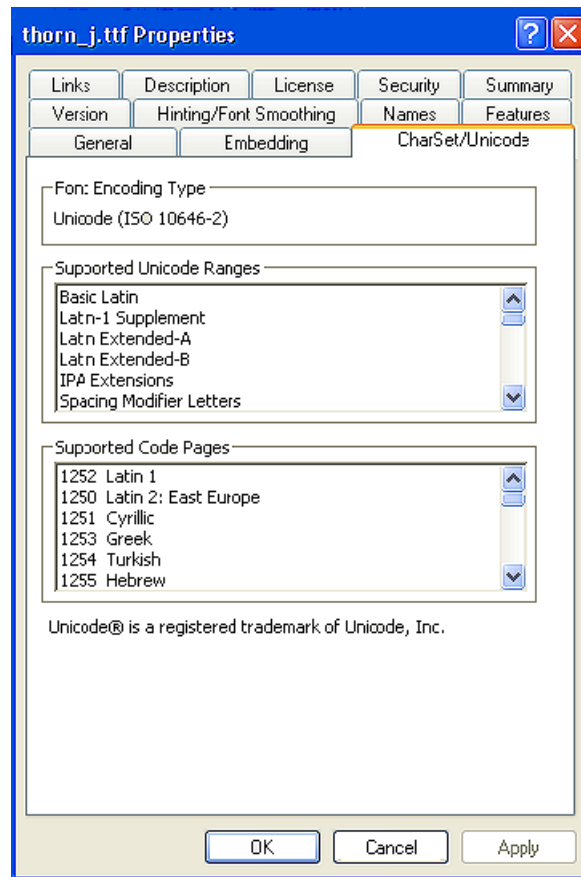 thorn_j.ttf Properties
Links Description License Security Summary
Version Hinting/Font Smoothing Names Features
General Embedding CharSet/Unicode
Font Encoding Type
Unicode (ISO 10646-2)
Supported Unicode Ranges
Basic Latin
Latn-1 Supplement
Latn Extended-A
Latn Extended-B
IPA Extensions
Spacing Modifier Letters
Supported Code Pages
1252 Latin 1
1250 Latin 2: East Europe
1251 Cyrillic
1253 Greek
1254 Turkish
1255 Hebrew
Unicode® is a registered trademark of Unicode, Inc.
OK Cancel Apply